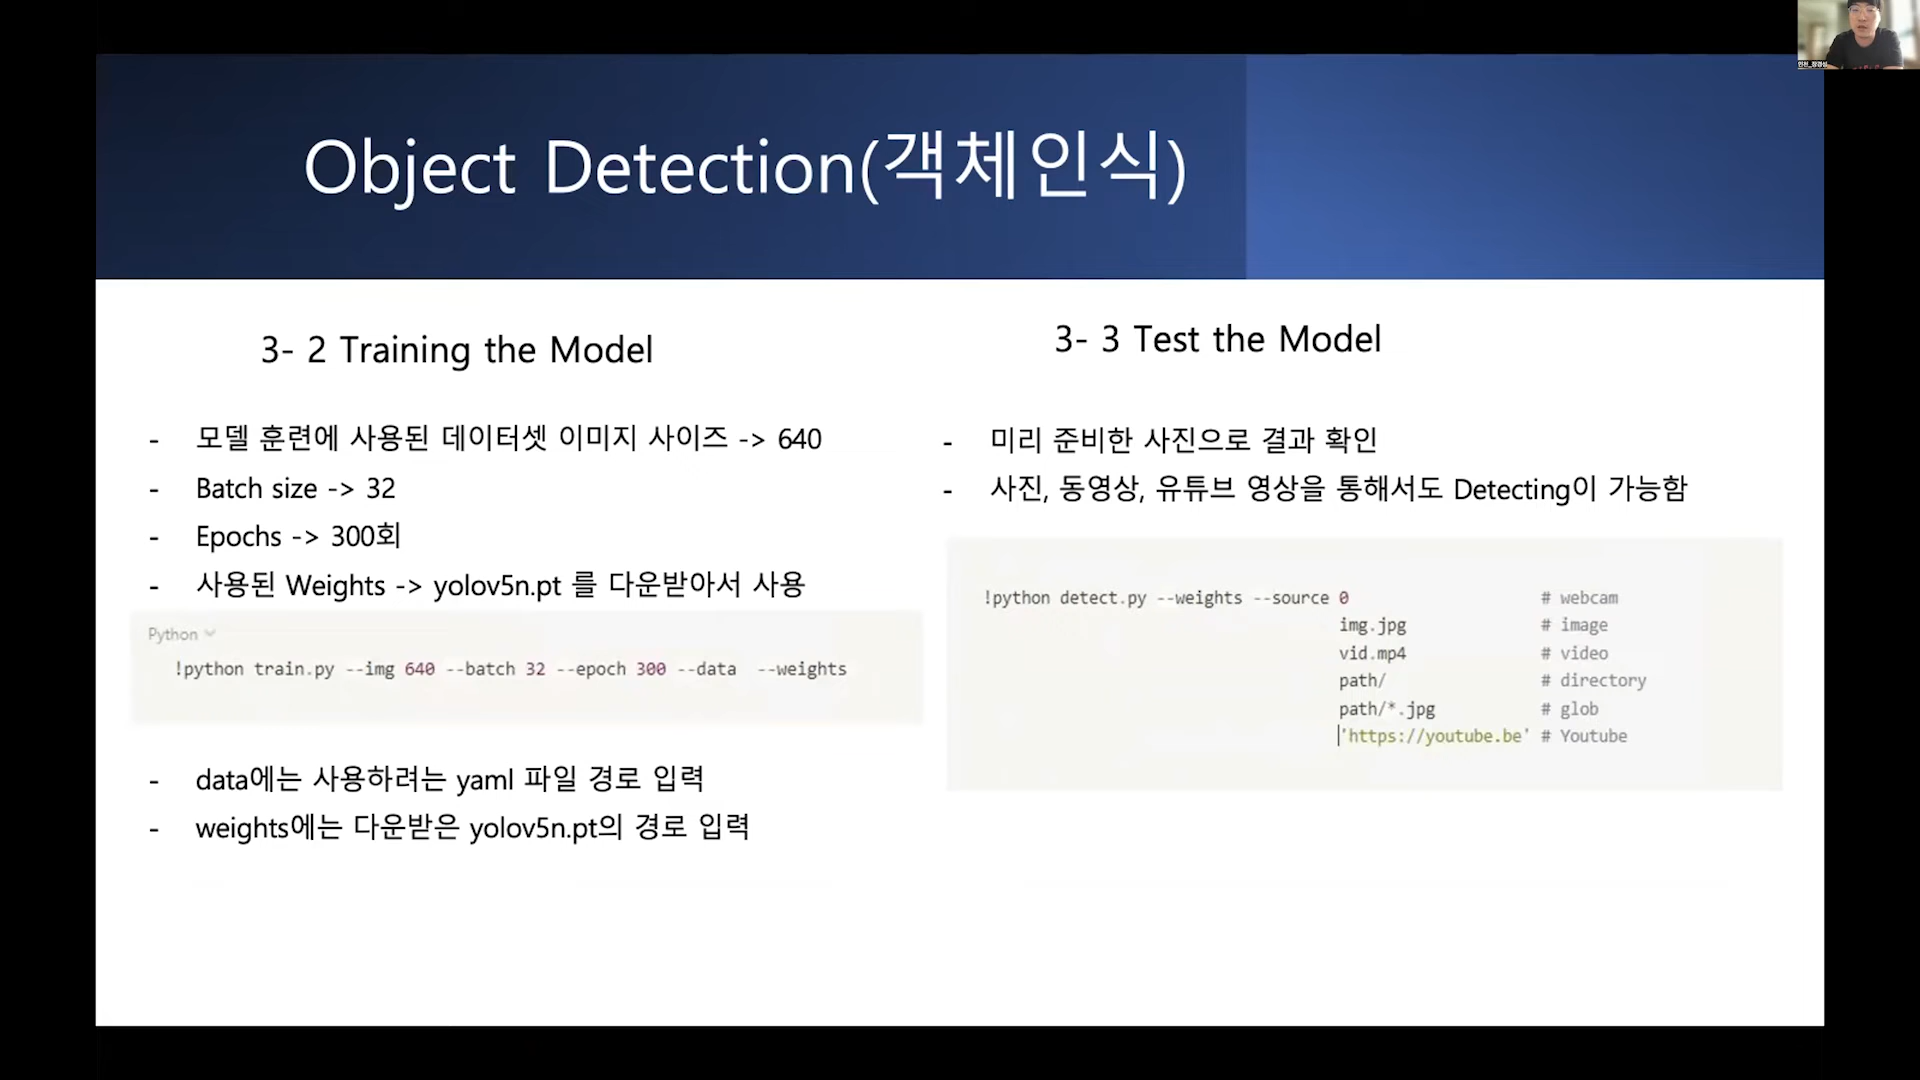 Object Detection(객체인식)
3- 2 Training the Model
- 모델 훈련에 사용된 데이터셋 이미지 사이즈 -> 640
- Batch size -> 32
- Epochs -> 300회
- 사용된 Weights -> yolov5n.pt 를 다운받아서 사용
Python
!python train.py --img 640 --batch 32 --epoch 300 --data --weights
- data에는 사용하려는 yaml 파일 경로 입력
- weights에는 다운받은 yolov5n.pt의 경로 입력
3- 3 Test the Model
- 미리 준비한 사진으로 결과 확인
- 사진, 동영상, 유튜브 영상을 통해서도 Detecting이 가능함
!python detect.py --weights --source 0 # webcam
img.jpg # image
vid.mp4 # video
path/ # directory
path/*.jpg # glob
'https://youtube.be' # Youtube